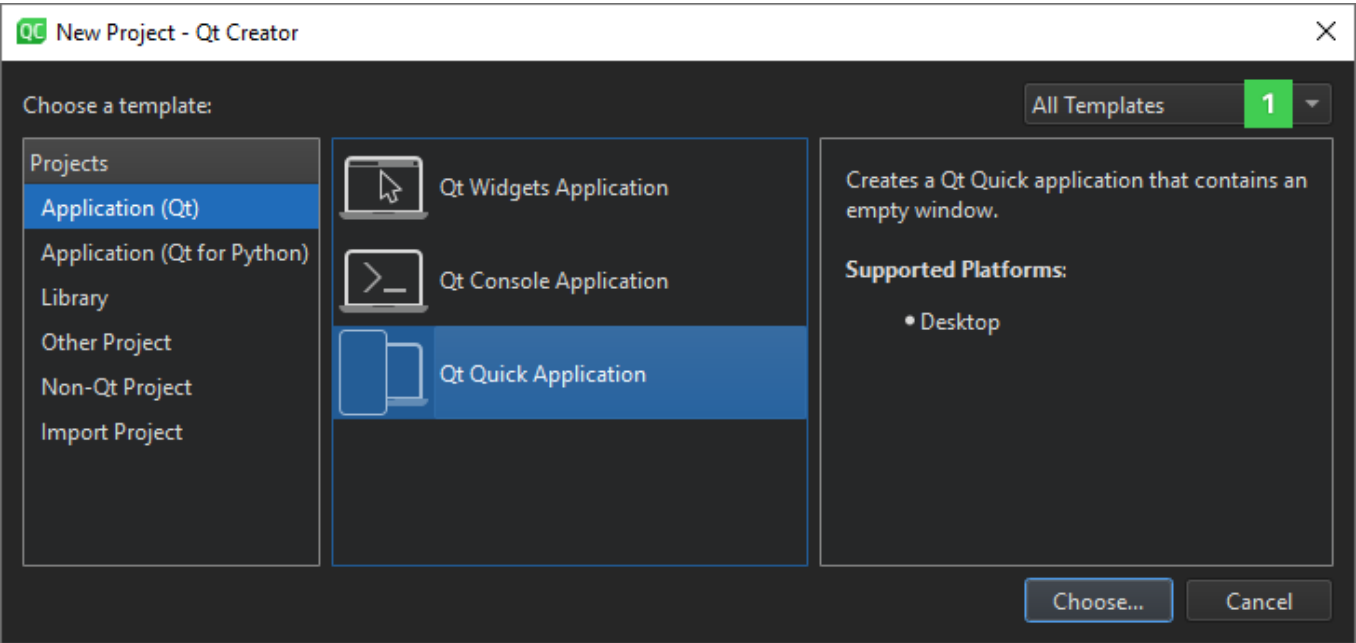 QC New Project - Qt Creator
Choose a template:
All Templates 1
Projects
Application (Qt)
Application (Qt for Python)
Library
Other Project
Non-Qt Project
Import Project
Qt Widgets Application
>_ Qt Console Application
Qt Quick Application
Creates a Qt Quick application that contains an
empty window.
Supported Platforms:
• Desktop
Choose...
Cancel